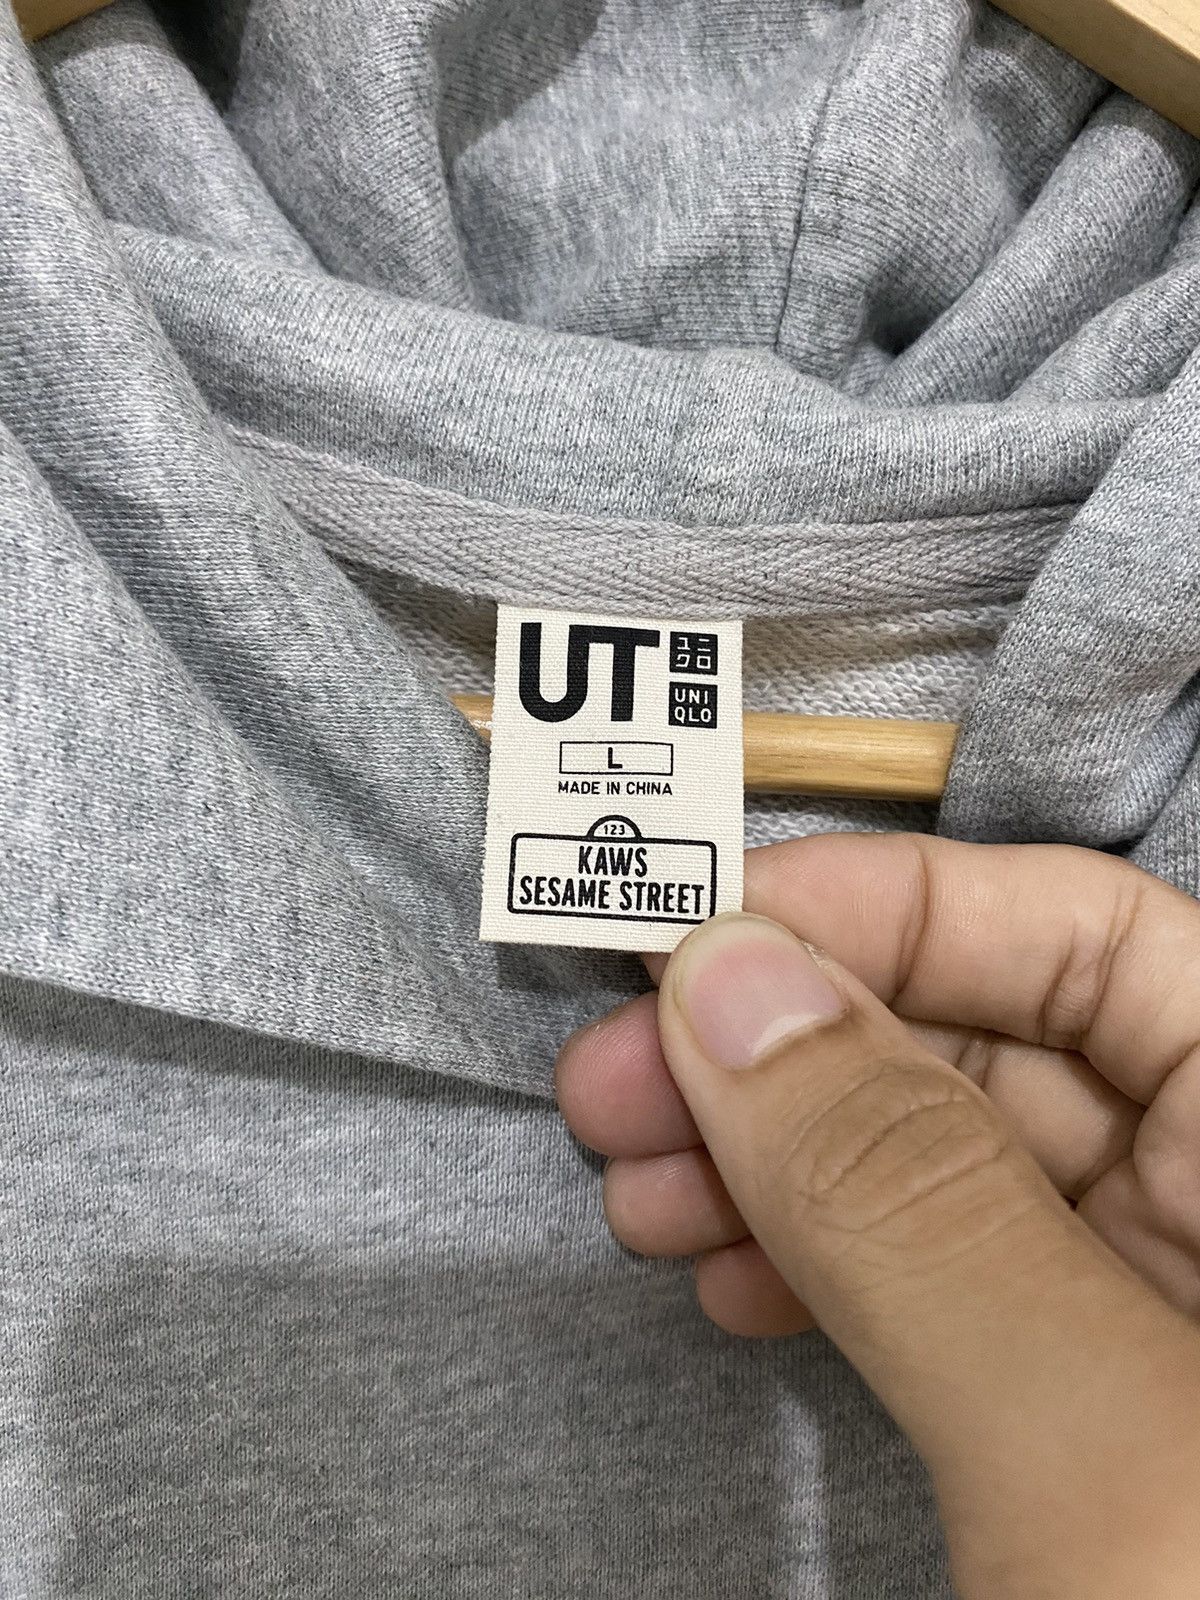 UT
ユニ
クロ
UNI
QLO
L
MADE IN CHINA
123
KAWS
SESAME STREET